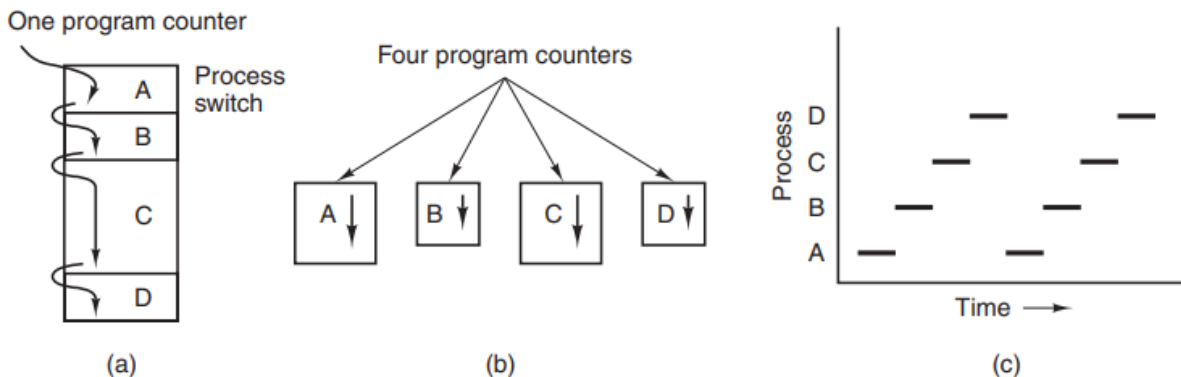 One program counter
Process
switch
A
B
C
D
(a)
Four program counters
A
B
C
D
(b)
Process
D
C
B
A
Time
(c)